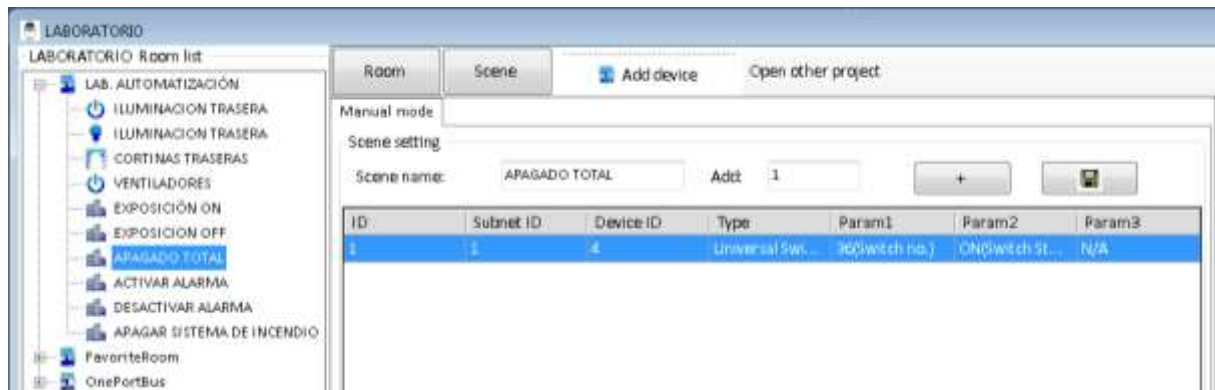 LABORATORIO
LABORATORIO Room list
LAB. AUTOMATIZACIÓN
ILUMINACION TRASERA
ILUMINACION TRASERA
CORTINAS TRASERAS
VENTILADORES
EXPOSICIÓN ON
EXPOSICION OFF
APAGADO TOTAL
ACTIVAR ALARMA
DESACTIVAR ALARMA
APAGAR SISTEMA DE INCENDIO
FavoriteRoom
OnePortBus
Room Scene Add device Open other project
Manual mode
Scene setting
Scene name: APAGADO TOTAL Add: 1 +
ID Subnet ID Device ID Type Param1 Param2 Param3
1 1 4 Universal Swi... 36(Switch no.) ON(Switch St... N/A